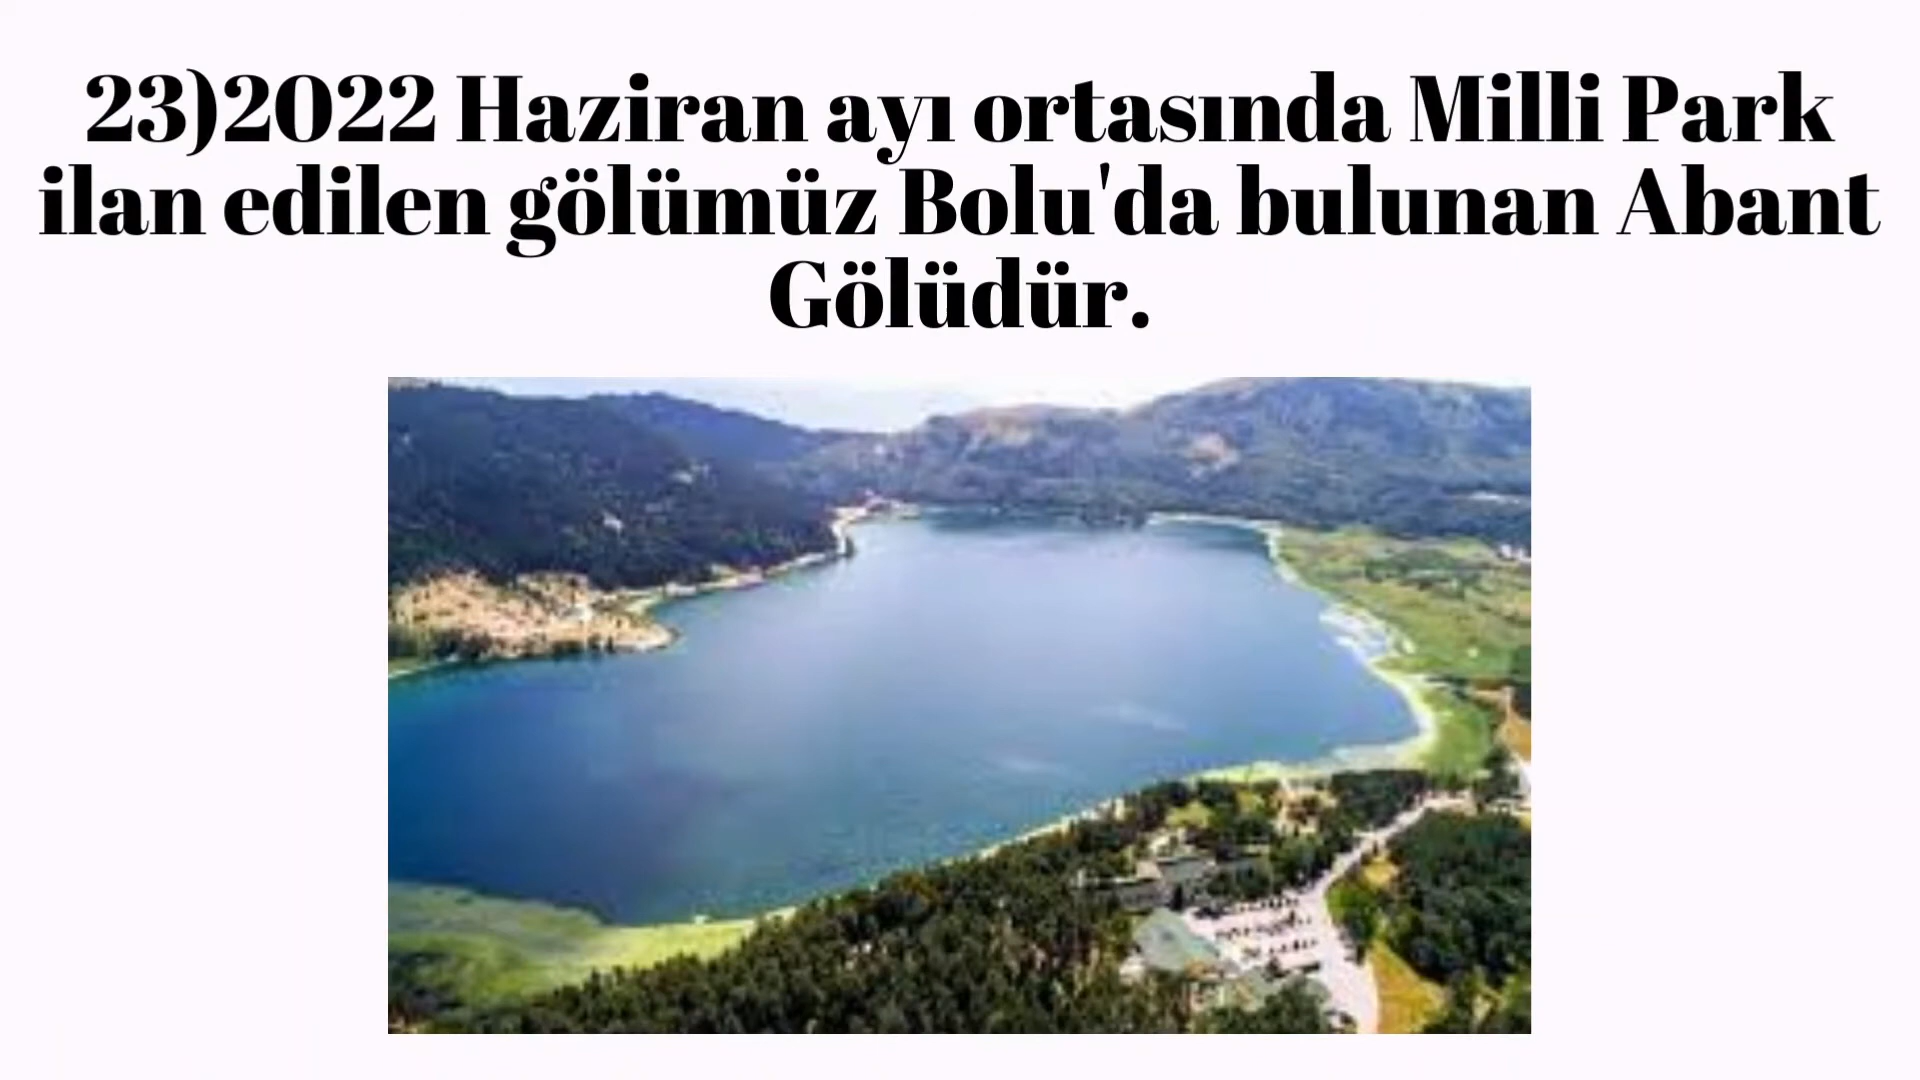 23)2022 Haziran ayı ortasında Milli Park
ilan edilen gölümüz Bolu'da bulunan Abant
Gölüdür.